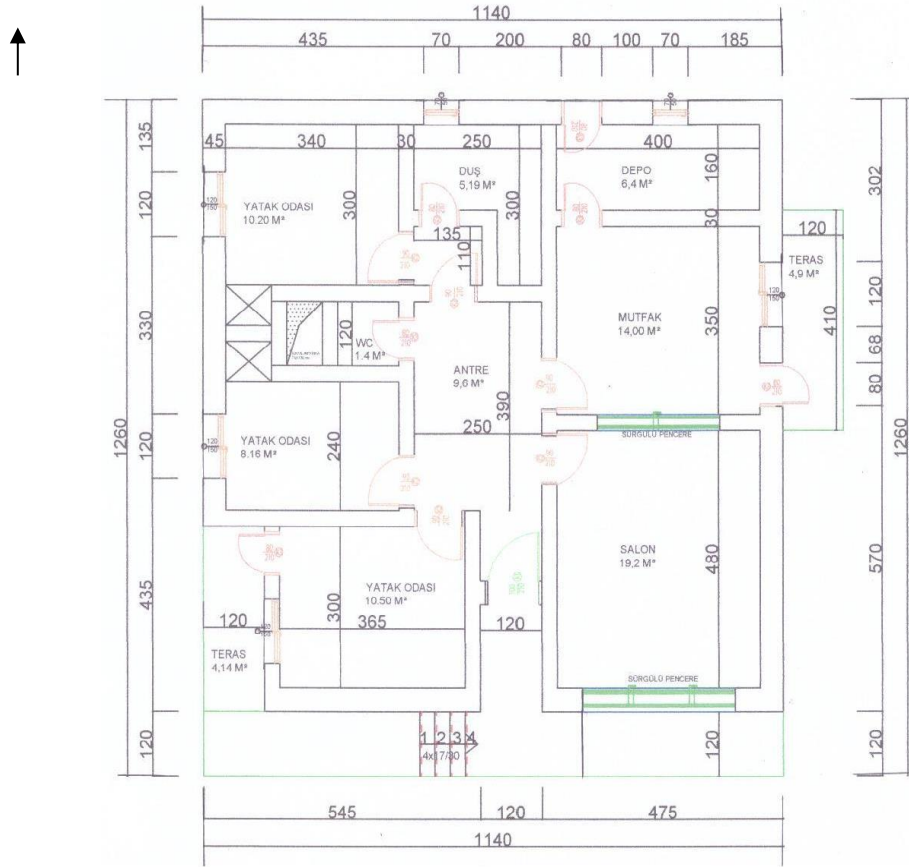 1140
435 70 200 80 100 70 185
135
120
330
120
435
120
1260
302
120
68
80
570
120
1260
45 340 30 250 400
DUŞ
5,19 M²
DEPO
6,4 M²
160
30
YATAK ODASI
10.20 M²
300
300
135
110
120
TERAS
4,9 M²
410
MUTFAK
14,00 M²
350
120
WC
1.4 M²
ANTRE
9,6 M²
390
250
SÜRGÜLÜ PENCERE
YATAK ODASI
8.16 M²
240
SALON
19,2 M²
480
YATAK ODASI
10.50 M²
300
365
120
TERAS
4,14 M²
120
SÜRGÜLÜ PENCERE
1 2 3 4
4x17/30
120
545 120 475
1140